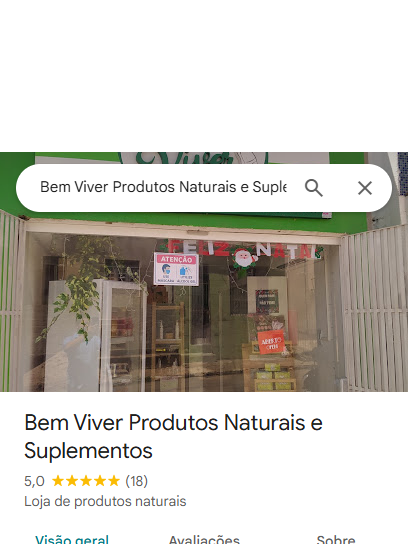 Viver
Bem Viver Produtos Naturais e Suple
FELIZ NATAL
ATENÇÃO
Bem Viver Produtos Naturais e
Suplementos
5,0 (18)
Loja de produtos naturais
Visão geral
Avaliações
Sobre